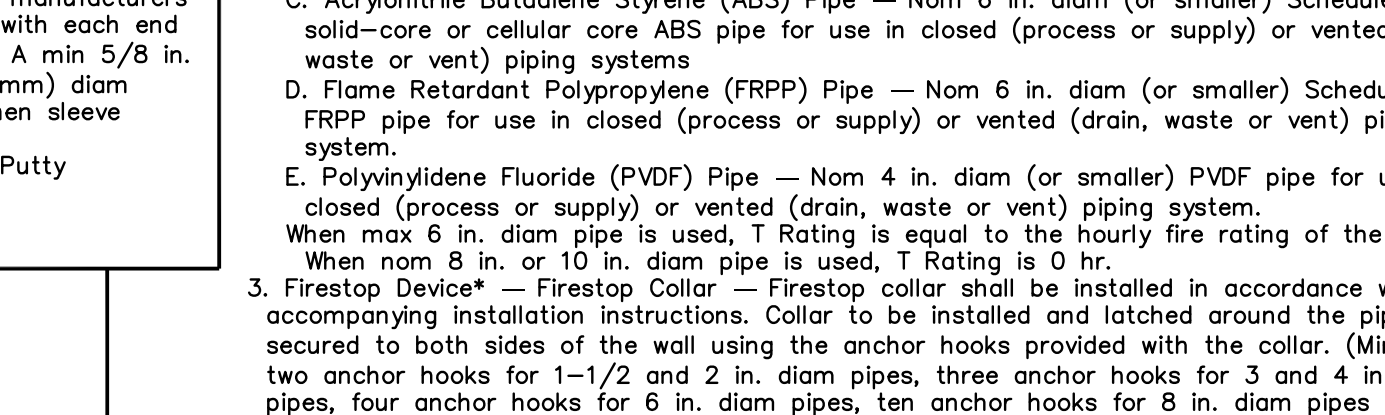 manufacturers
with each end
A min 5/8 in.
mm) diam
sleeve
Putty
C. Acrylonitrile Butadiene Styrene (ABS) Pipe — Nom 6 in. diam (or smaller) Schedule
solid–core or cellular core ABS pipe for use in closed (process or supply) or vented
waste or vent) piping systems
D. Flame Retardant Polypropylene (FRPP) Pipe — Nom 6 in. diam (or smaller)
FRPP pipe for use in closed (process or supply) or vented (drain, waste or vent)
system.
E. Polyvinylidene Fluoride (PVDF) Pipe — Nom 4 in. diam (or smaller) PVDF pipe for
closed (process or supply) or vented (drain, waste or vent) piping system.
When max 6 in. diam pipe is used, T Rating is equal to the hourly fire rating of the
When nom 8 in. or 10 in. diam pipe is used, T Rating is 0 hr.
3. Firestop Device* — Firestop Collar — Firestop collar shall be installed in accordance
accompanying installation instructions. Collar to be installed and latched around the
secured to both sides of the wall using the anchor hooks provided with the collar.
two anchor hooks for 1–1/2 and 2 in. diam pipes, three anchor hooks for 3 and 4 in
pipes, four anchor hooks for 6 in. diam pipes, ten anchor hooks for 8 in. diam pipes